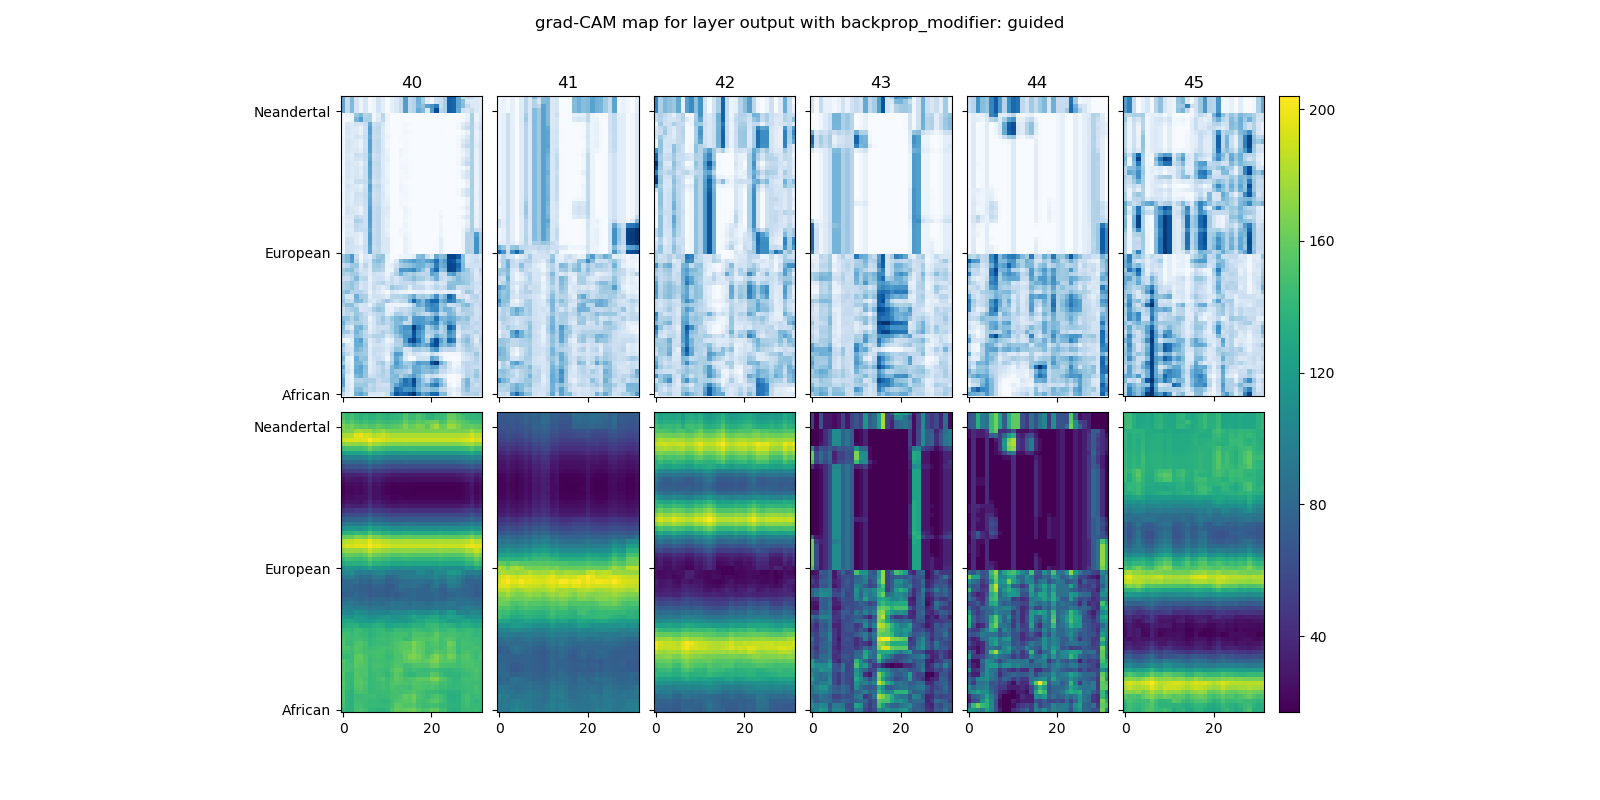 grad-CAM map for layer output with backprop_modifier: guided
40 41 42 43 44 45
Neandertal
European
African
200
160
120
80
40
Neandertal
European
African
0 20 0 20 0 20 0 20 0 20 0 20